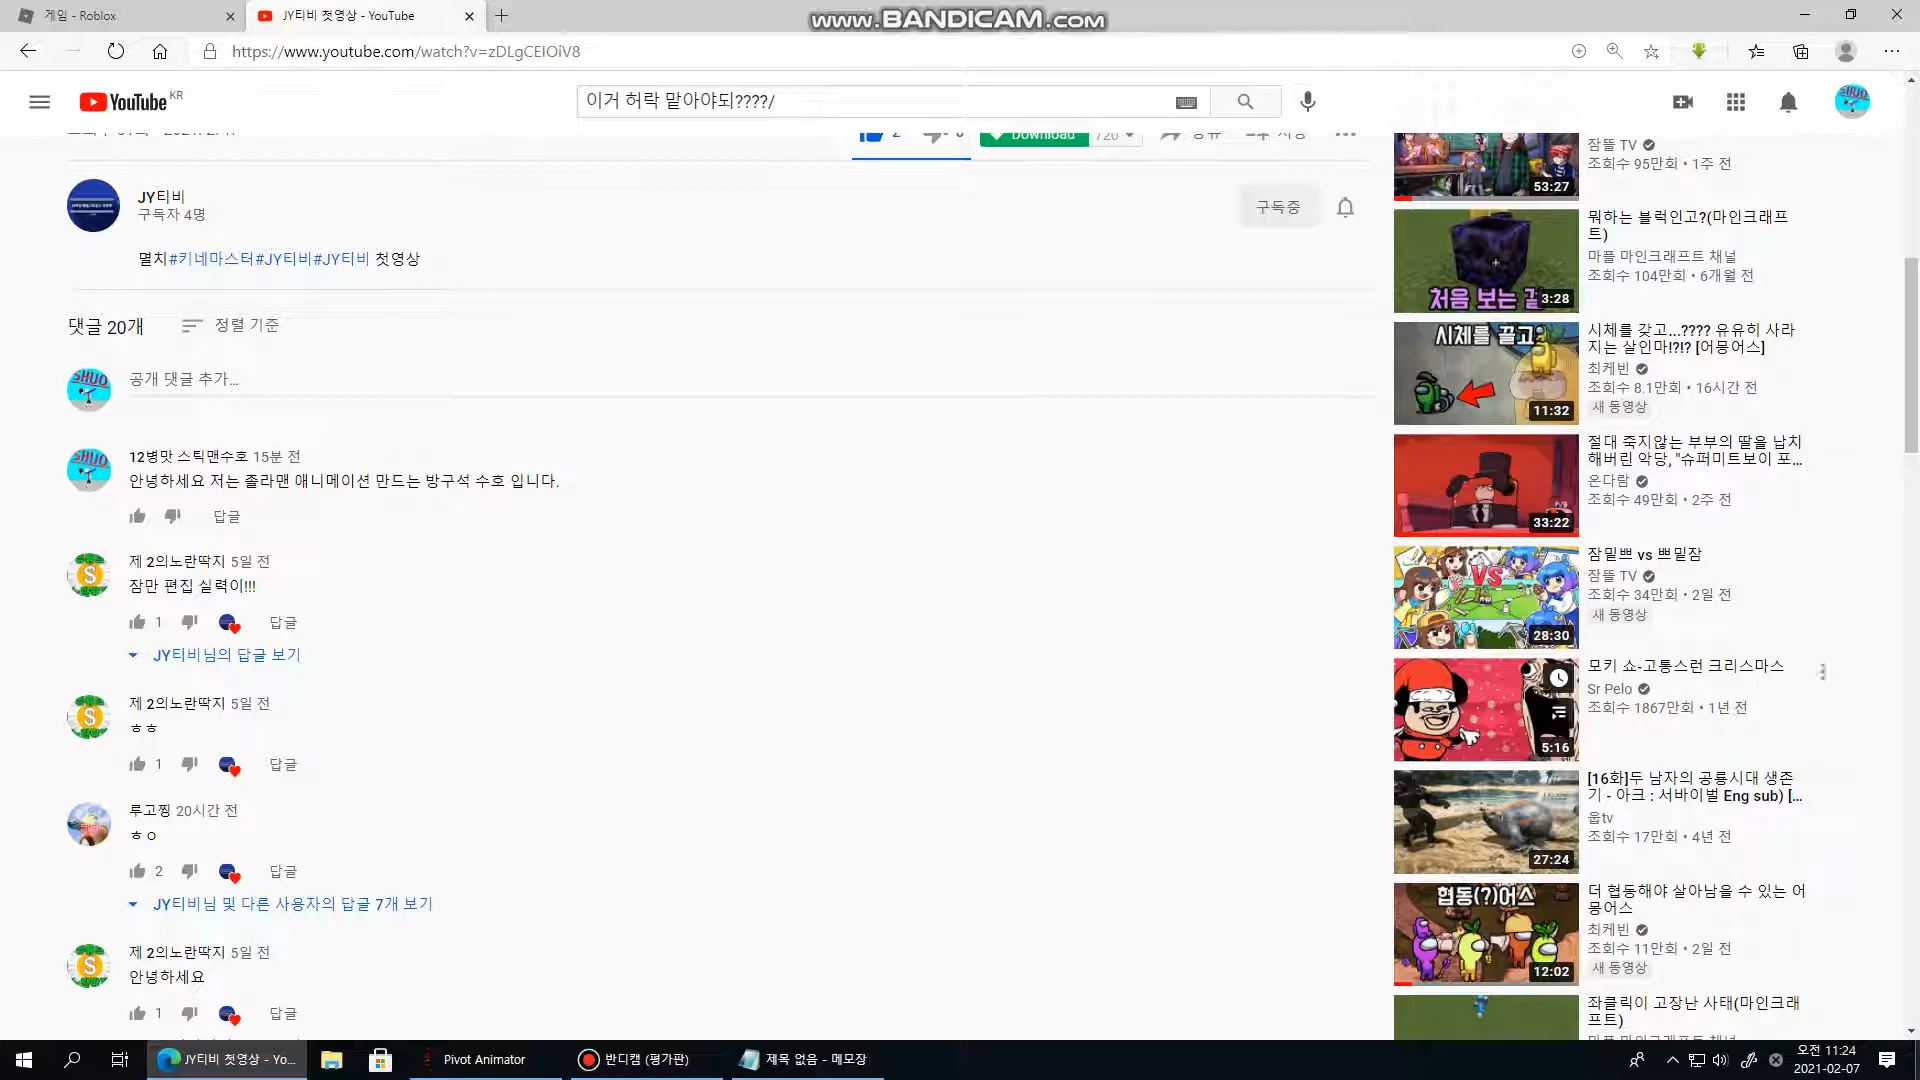 게임 - Roblox
JY티비 첫영상 - YouTube
www.BANDICAM.com
https://www.youtube.com/watch?v=zDLgCEIOiV8
YouTube KR
이거 허락 맡아야되????/
2
6
Download
720
공유
저장
JY티비
구독자 4명
구독중
멸치#키네마스터#JY티비#JY티비 첫영상
댓글 20개
정렬 기준
공개 댓글 추가...
12병맛 스틱맨수호 15분 전
안녕하세요 저는 졸라맨 애니메이션 만드는 방구석 수호 입니다.
답글
제 2의노란딱지 5일 전
잠만 편집 실력이!!!
1
답글
JY티비님의 답글 보기
제 2의노란딱지 5일 전
ㅎㅎ
1
답글
루고찡 20시간 전
ㅎㅇ
2
답글
JY티비님 및 다른 사용자의 답글 7개 보기
제 2의노란딱지 5일 전
안녕하세요
1
답글
53:27
잠뜰 TV
조회수 95만회 • 1주 전
처음 보는
3:28
뭐하는 블럭인고?(마인크래프
트)
마플 마인크래프트 채널
조회수 104만회 • 6개월 전
시체를 끌고
11:32
시체를 갖고...???? 유유히 사라
지는 살인마!?!? [어몽어스]
최케빈
조회수 8.1만회 • 16시간 전
새 동영상
33:22
절대 죽지않는 부부의 딸을 납치
해버린 악당, "슈퍼미트보이 포...
온다람
조회수 49만회 • 2주 전
VS
28:30
잠밑쁘 vs 쁘밑잠
잠뜰 TV
조회수 34만회 • 2일 전
새 동영상
5:16
모키 쇼-고통스런 크리스마스
Sr Pelo
조회수 1867만회 • 1년 전
27:24
[16화]두 남자의 공룡시대 생존
기 - 아크 : 서바이벌 Eng sub) [...
웁tv
조회수 17만회 • 4년 전
협동(?)어스
12:02
더 협동해야 살아남을 수 있는 어
몽어스
최케빈
조회수 11만회 • 2일 전
새 동영상
좌클릭이 고장난 사태(마인크래
프트)
JY티비 첫영상 - Yo...
Pivot Animator
반디캠 (평가판)
제목 없음 - 메모장
오전 11:24
2021-02-07